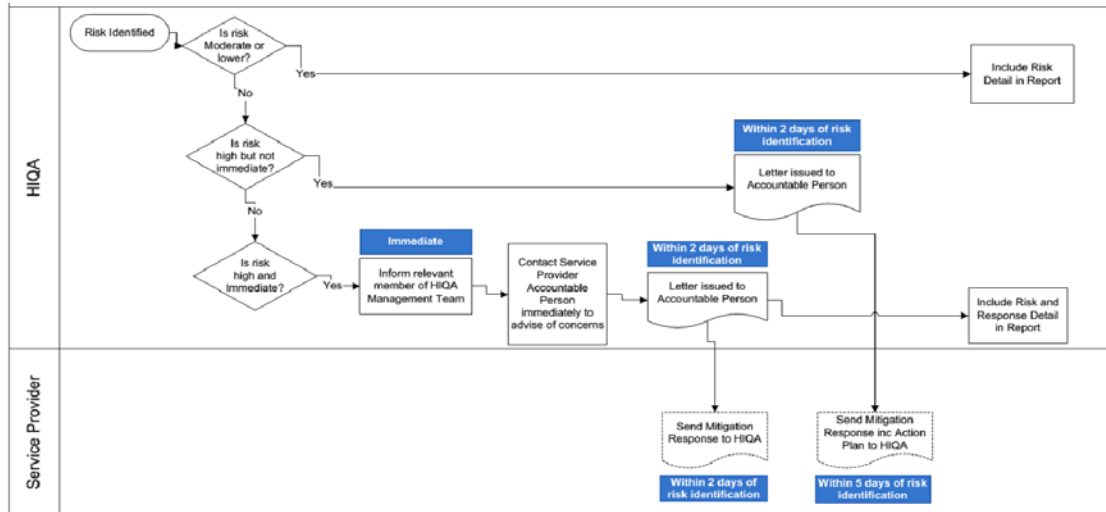 HIQA
Risk Identified
Is risk
Moderate or
lower?
Yes
Include Risk
Detail in Report
No
Is risk
high but not
immediate?
Yes
Within 2 days of risk
identification
Letter issued to
Accountable Person
No
Is risk
high and
Immediate?
Yes
Immediate
Inform relevant
member of HIQA
Management Team
Contact Service
Provider
Accountable
Person
immediately to
advise of concerns
Within 2 days of risk
identification
Letter issued to
Accountable Person
Include Risk and
Response Detail
in Report
Service Provider
Send Mitigation
Response to HIQA
Within 2 days of
risk identification
Send Mitigation
Response inc Action
Plan to HIQA
Within 5 days of risk
identification